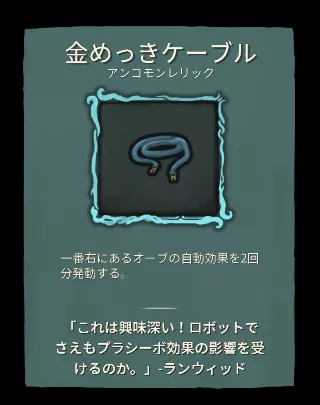 金めっきケーブル
アンコモンレリック
一番右にあるオーブの自動効果を2回
分発動する。
「これは興味深い！ロボットで
さえもプラシーボ効果の影響を受
けるのか。」-ランウィッド